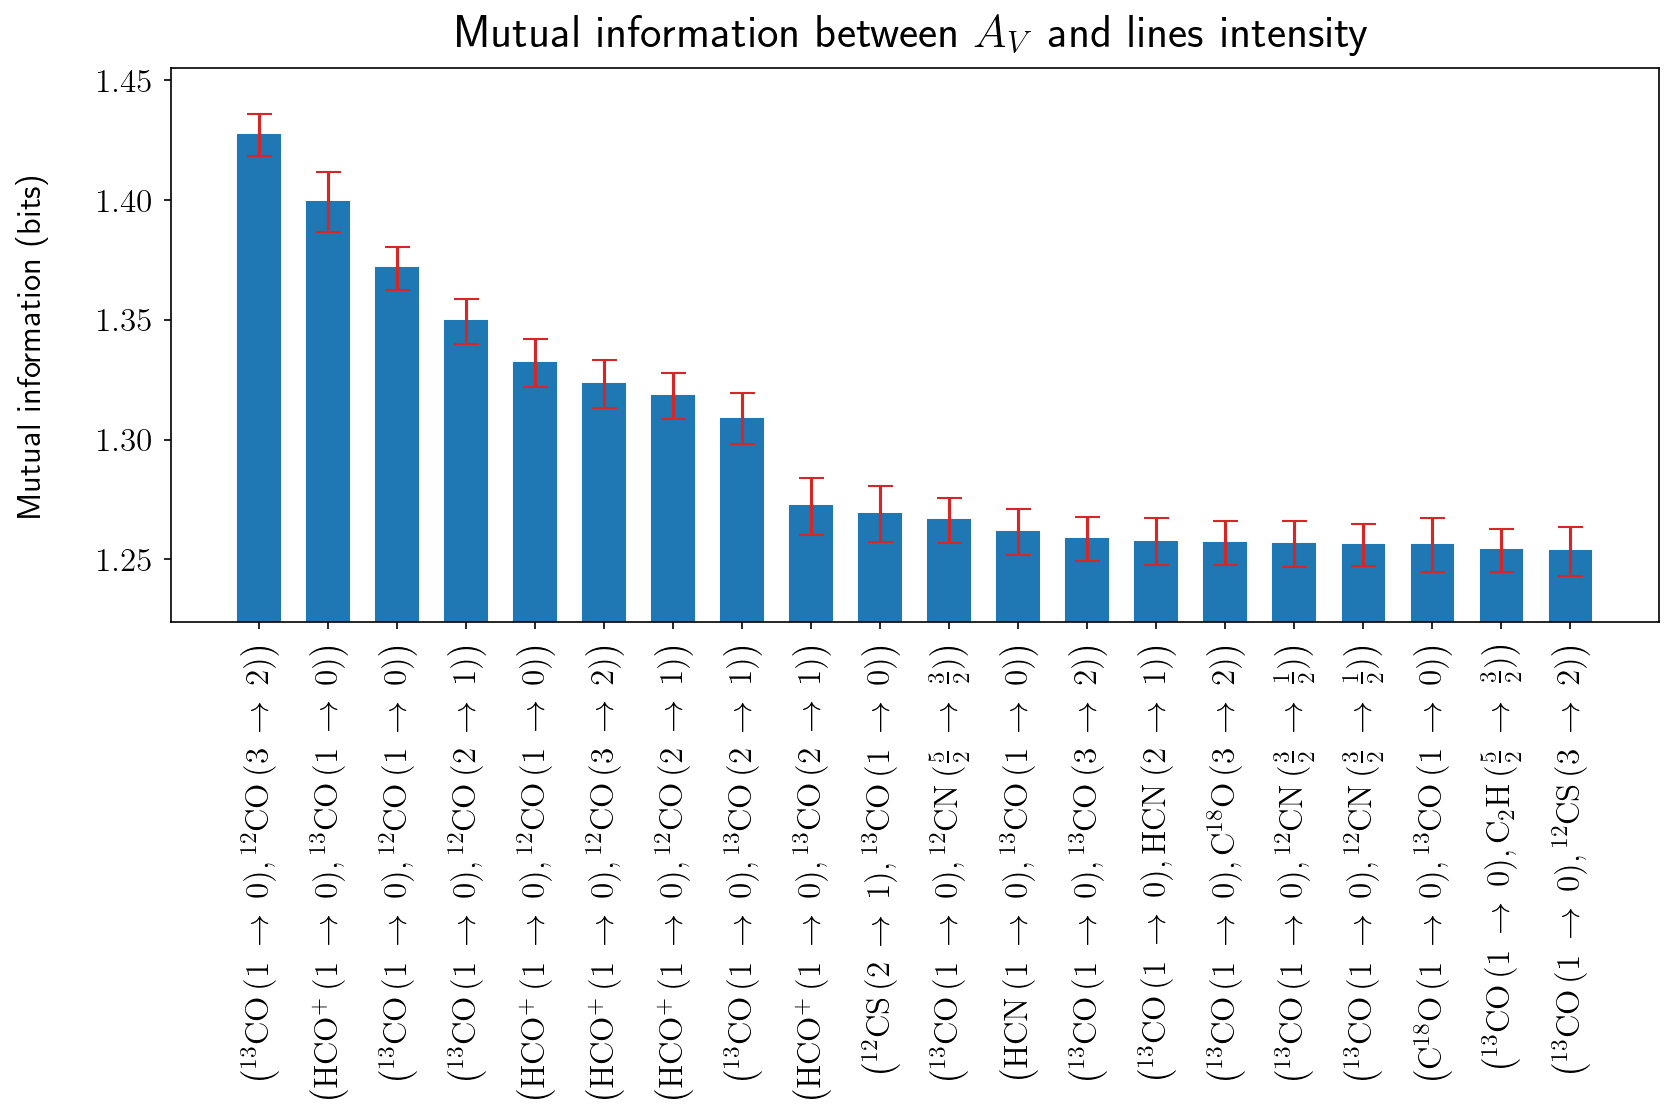 Mutual information between A_V and lines intensity
Mutual information (bits)
1.45
1.40
1.35
1.30
1.25
(¹³CO (1 → 0), ¹²CO (3 → 2))
(HCO⁺ (1 → 0), ¹³CO (1 → 0))
(¹³CO (1 → 0), ¹²CO (1 → 0))
(¹³CO (1 → 0), ¹²CO (2 → 1))
(HCO⁺ (1 → 0), ¹²CO (1 → 0))
(HCO⁺ (1 → 0), ¹²CO (3 → 2))
(HCO⁺ (1 → 0), ¹²CO (2 → 1))
(¹³CO (1 → 0), ¹³CO (2 → 1))
(HCO⁺ (1 → 0), ¹³CO (2 → 1))
(¹²CS (2 → 1), ¹³CO (1 → 0))
(¹³CO (1 → 0), ¹²CN (5/2 → 3/2))
(HCN (1 → 0), ¹³CO (1 → 0))
(¹³CO (1 → 0), ¹³CO (3 → 2))
(¹³CO (1 → 0), HCN (2 → 1))
(¹³CO (1 → 0), C¹⁸O (3 → 2))
(¹³CO (1 → 0), ¹²CN (3/2 → 1/2))
(¹³CO (1 → 0), ¹²CN (3/2 → 1/2))
(C¹⁸O (1 → 0), ¹³CO (1 → 0))
(¹³CO (1 → 0), C₂H (5/2 → 3/2))
(¹³CO (1 → 0), ¹²CS (3 → 2))